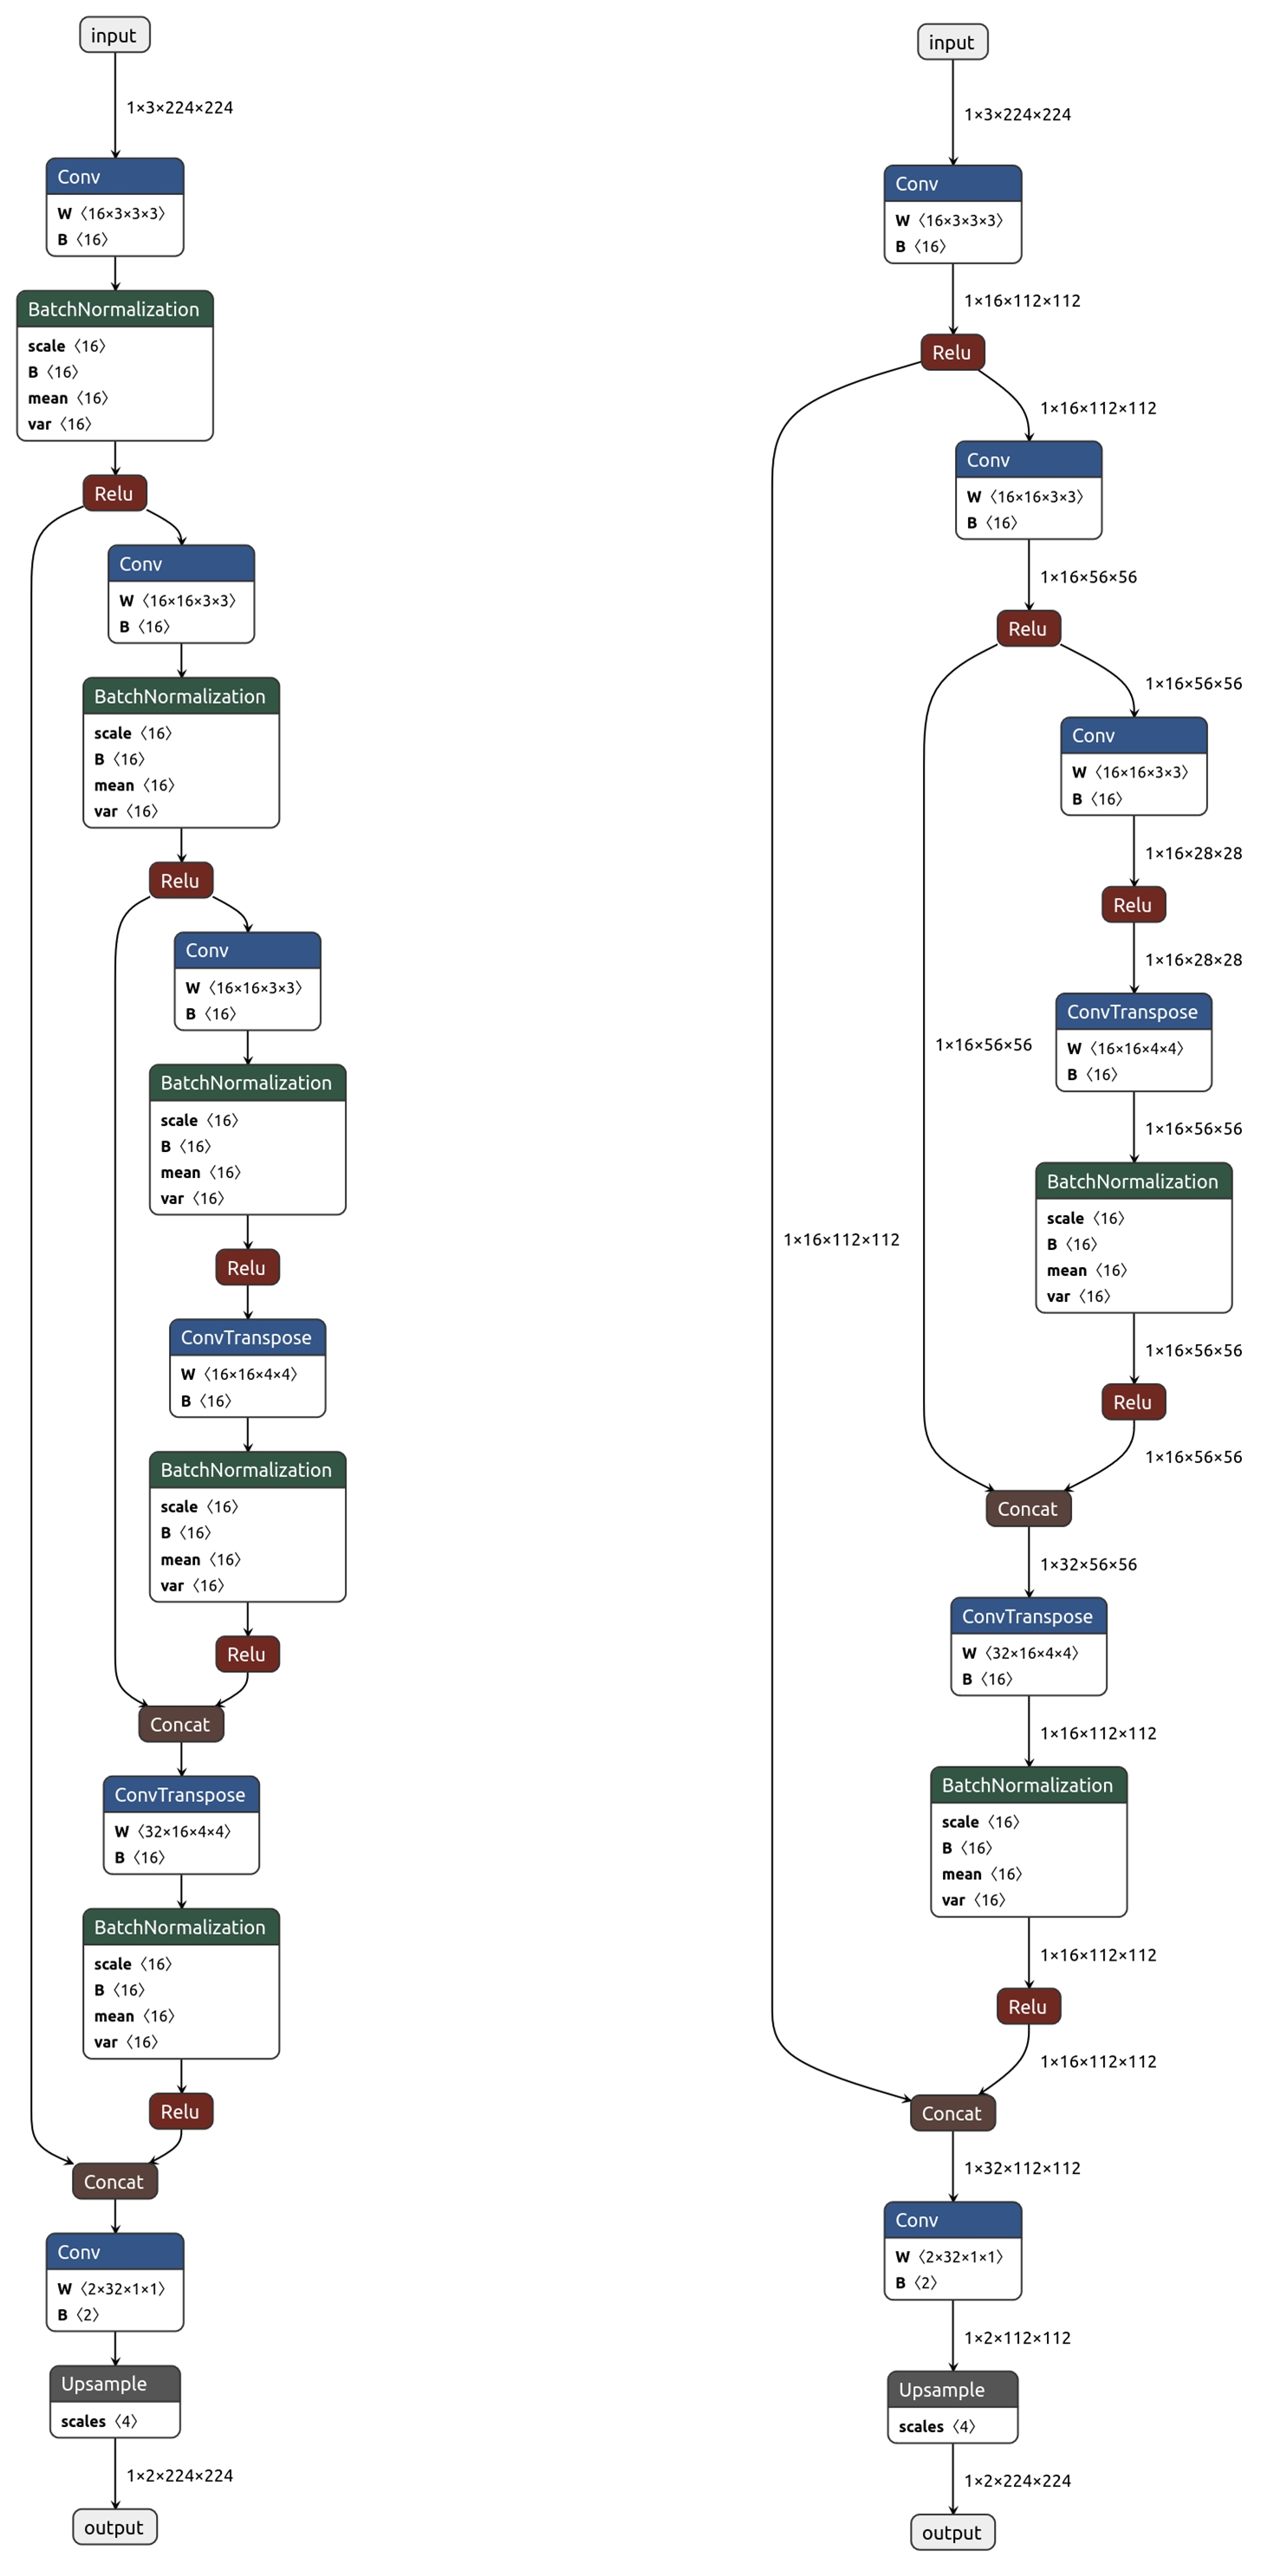 input
1×3×224×224
Conv
W〈16×3×3×3〉
B〈16〉
BatchNormalization
scale〈16〉
B〈16〉
mean〈16〉
var〈16〉
Relu
Conv
W〈16×16×3×3〉
B〈16〉
BatchNormalization
scale〈16〉
B〈16〉
mean〈16〉
var〈16〉
Relu
Conv
W〈16×16×3×3〉
B〈16〉
BatchNormalization
scale〈16〉
B〈16〉
mean〈16〉
var〈16〉
Relu
ConvTranspose
W〈16×16×4×4〉
B〈16〉
BatchNormalization
scale〈16〉
B〈16〉
mean〈16〉
var〈16〉
Relu
Concat
ConvTranspose
W〈32×16×4×4〉
B〈16〉
BatchNormalization
scale〈16〉
B〈16〉
mean〈16〉
var〈16〉
Relu
Concat
Conv
W〈2×32×1×1〉
B〈2〉
Upsample
scales〈4〉
1×2×224×224
output
input
1×3×224×224
Conv
W〈16×3×3×3〉
B〈16〉
1×16×112×112
Relu
1×16×112×112
Conv
W〈16×16×3×3〉
B〈16〉
1×16×56×56
Relu
1×16×56×56
Conv
W〈16×16×3×3〉
B〈16〉
1×16×28×28
Relu
1×16×28×28
ConvTranspose
W〈16×16×4×4〉
B〈16〉
1×16×56×56
1×16×56×56
BatchNormalization
scale〈16〉
B〈16〉
mean〈16〉
var〈16〉
1×16×112×112
1×16×56×56
Relu
1×16×56×56
Concat
1×32×56×56
ConvTranspose
W〈32×16×4×4〉
B〈16〉
1×16×112×112
BatchNormalization
scale〈16〉
B〈16〉
mean〈16〉
var〈16〉
1×16×112×112
Relu
1×16×112×112
Concat
1×32×112×112
Conv
W〈2×32×1×1〉
B〈2〉
1×2×112×112
Upsample
scales〈4〉
1×2×224×224
output